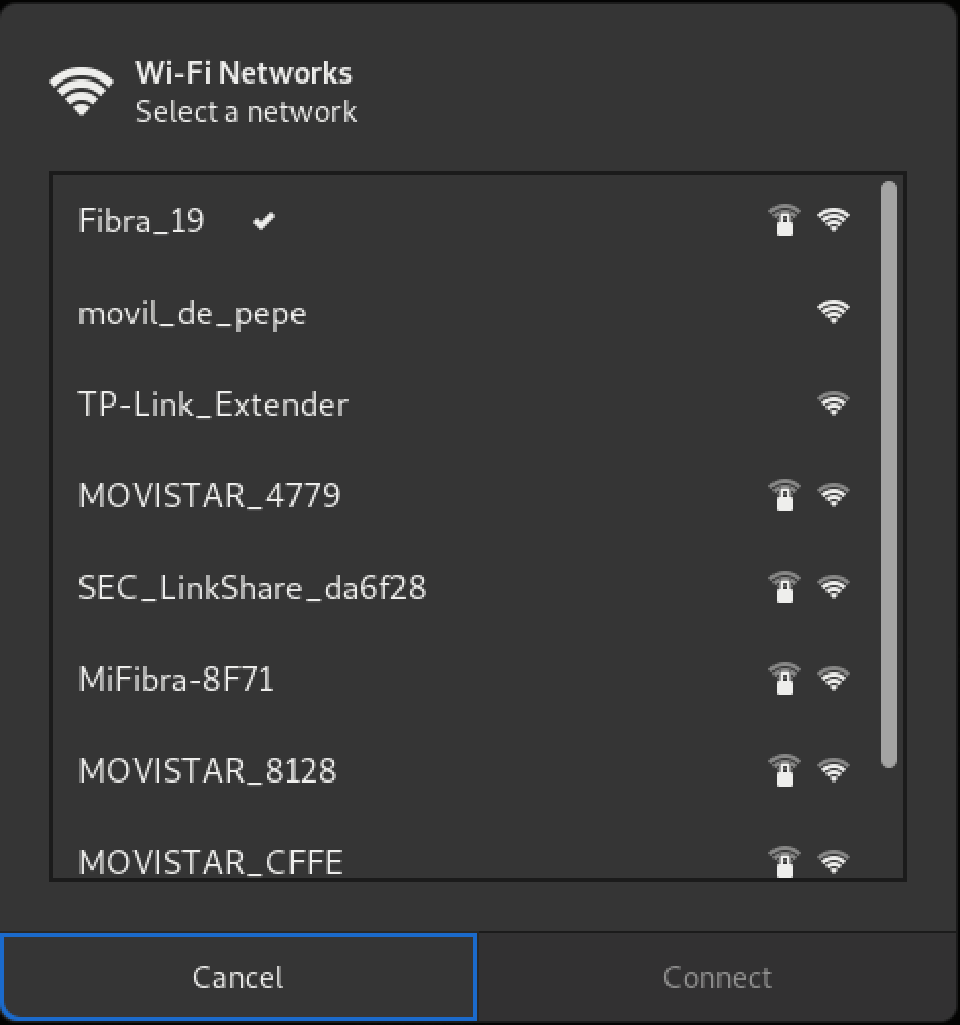 Wi-Fi Networks
Select a network
Fibra_19
movil_de_pepe
TP-Link_Extender
MOVISTAR_4779
SEC_LinkShare_da6f28
MiFibra-8F71
MOVISTAR_8128
MOVISTAR_CFFE
Cancel
Connect